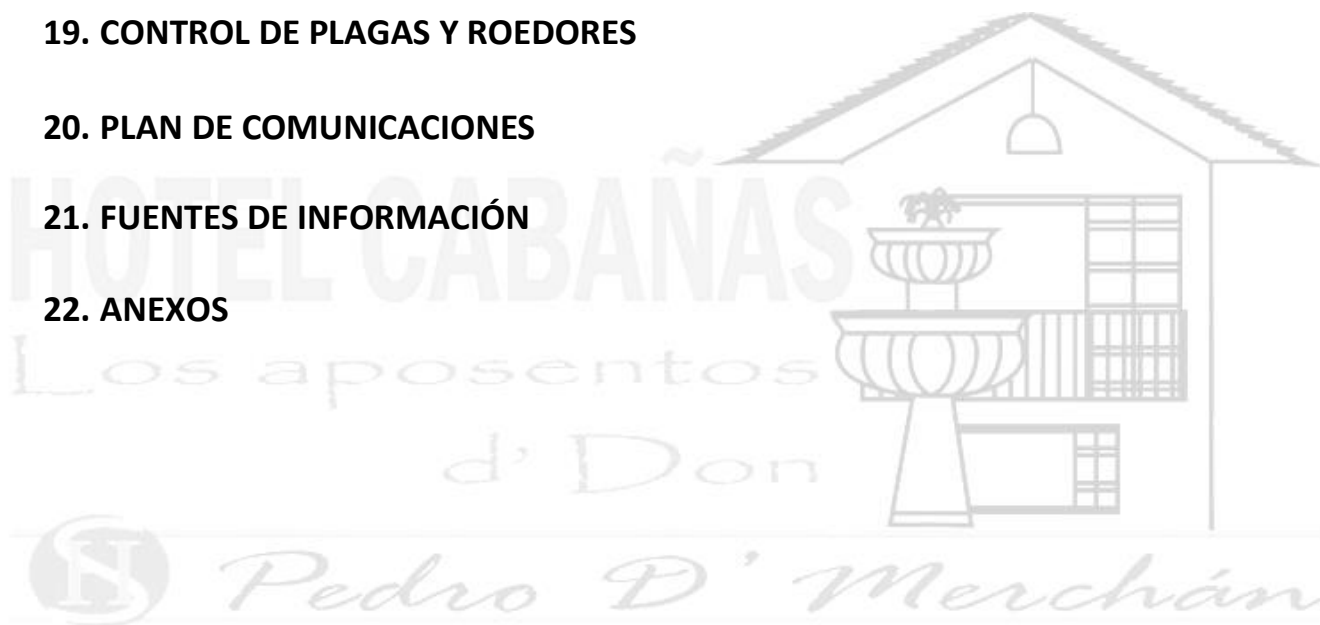 19. CONTROL DE PLAGAS Y ROEDORES
20. PLAN DE COMUNICACIONES
21. FUENTES DE INFORMACIÓN
22. ANEXOS
HOTEL CABAÑAS
Los aposentos
d' Don
Pedro D' Merchán